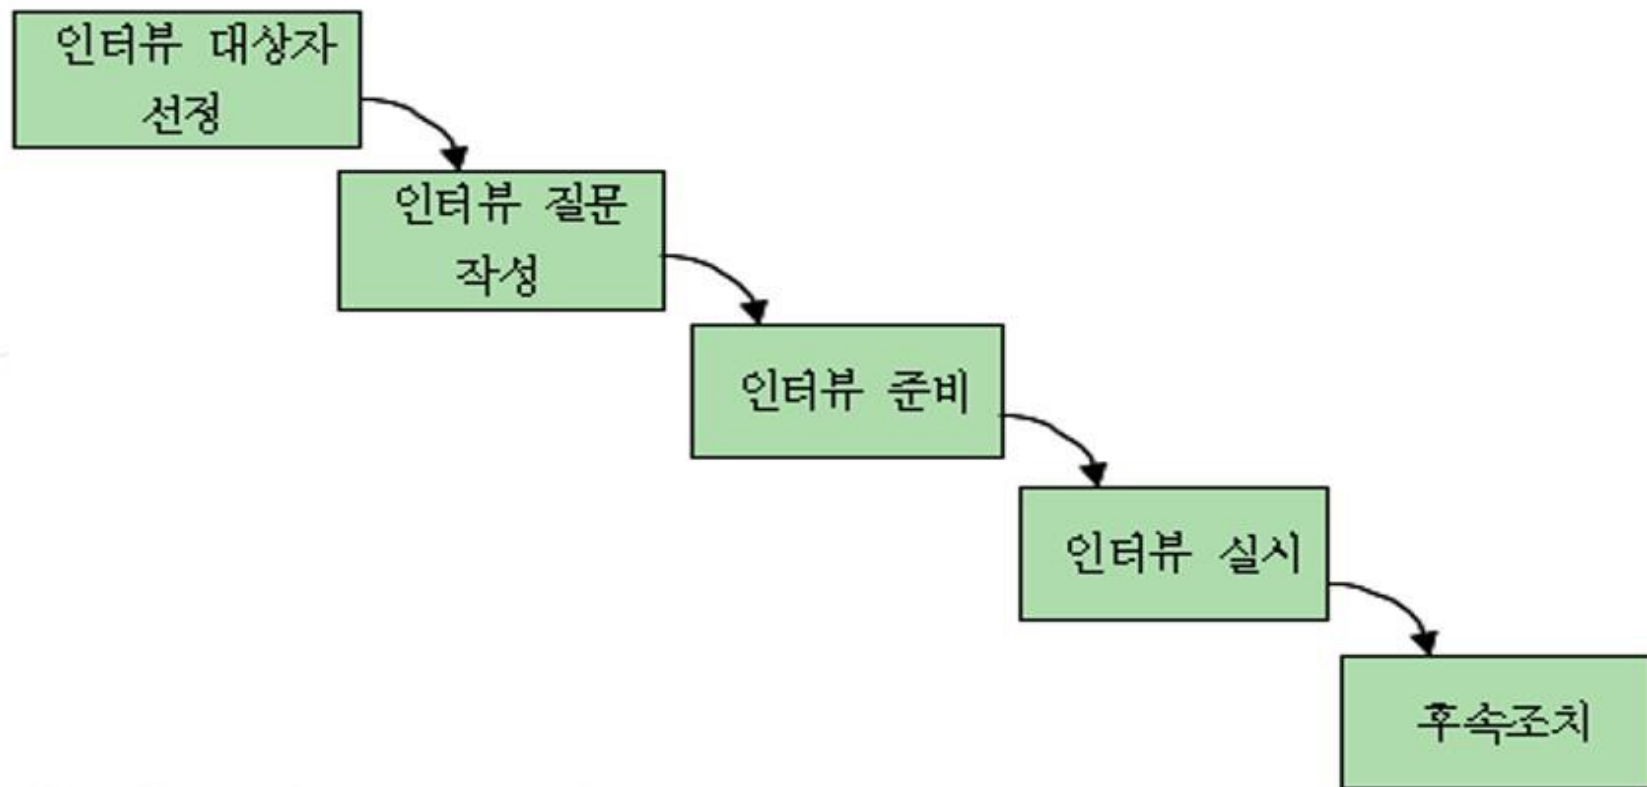 인터뷰 대상자
선정
인터뷰 질문
작성
인터뷰 준비
인터뷰 실시
후속조치